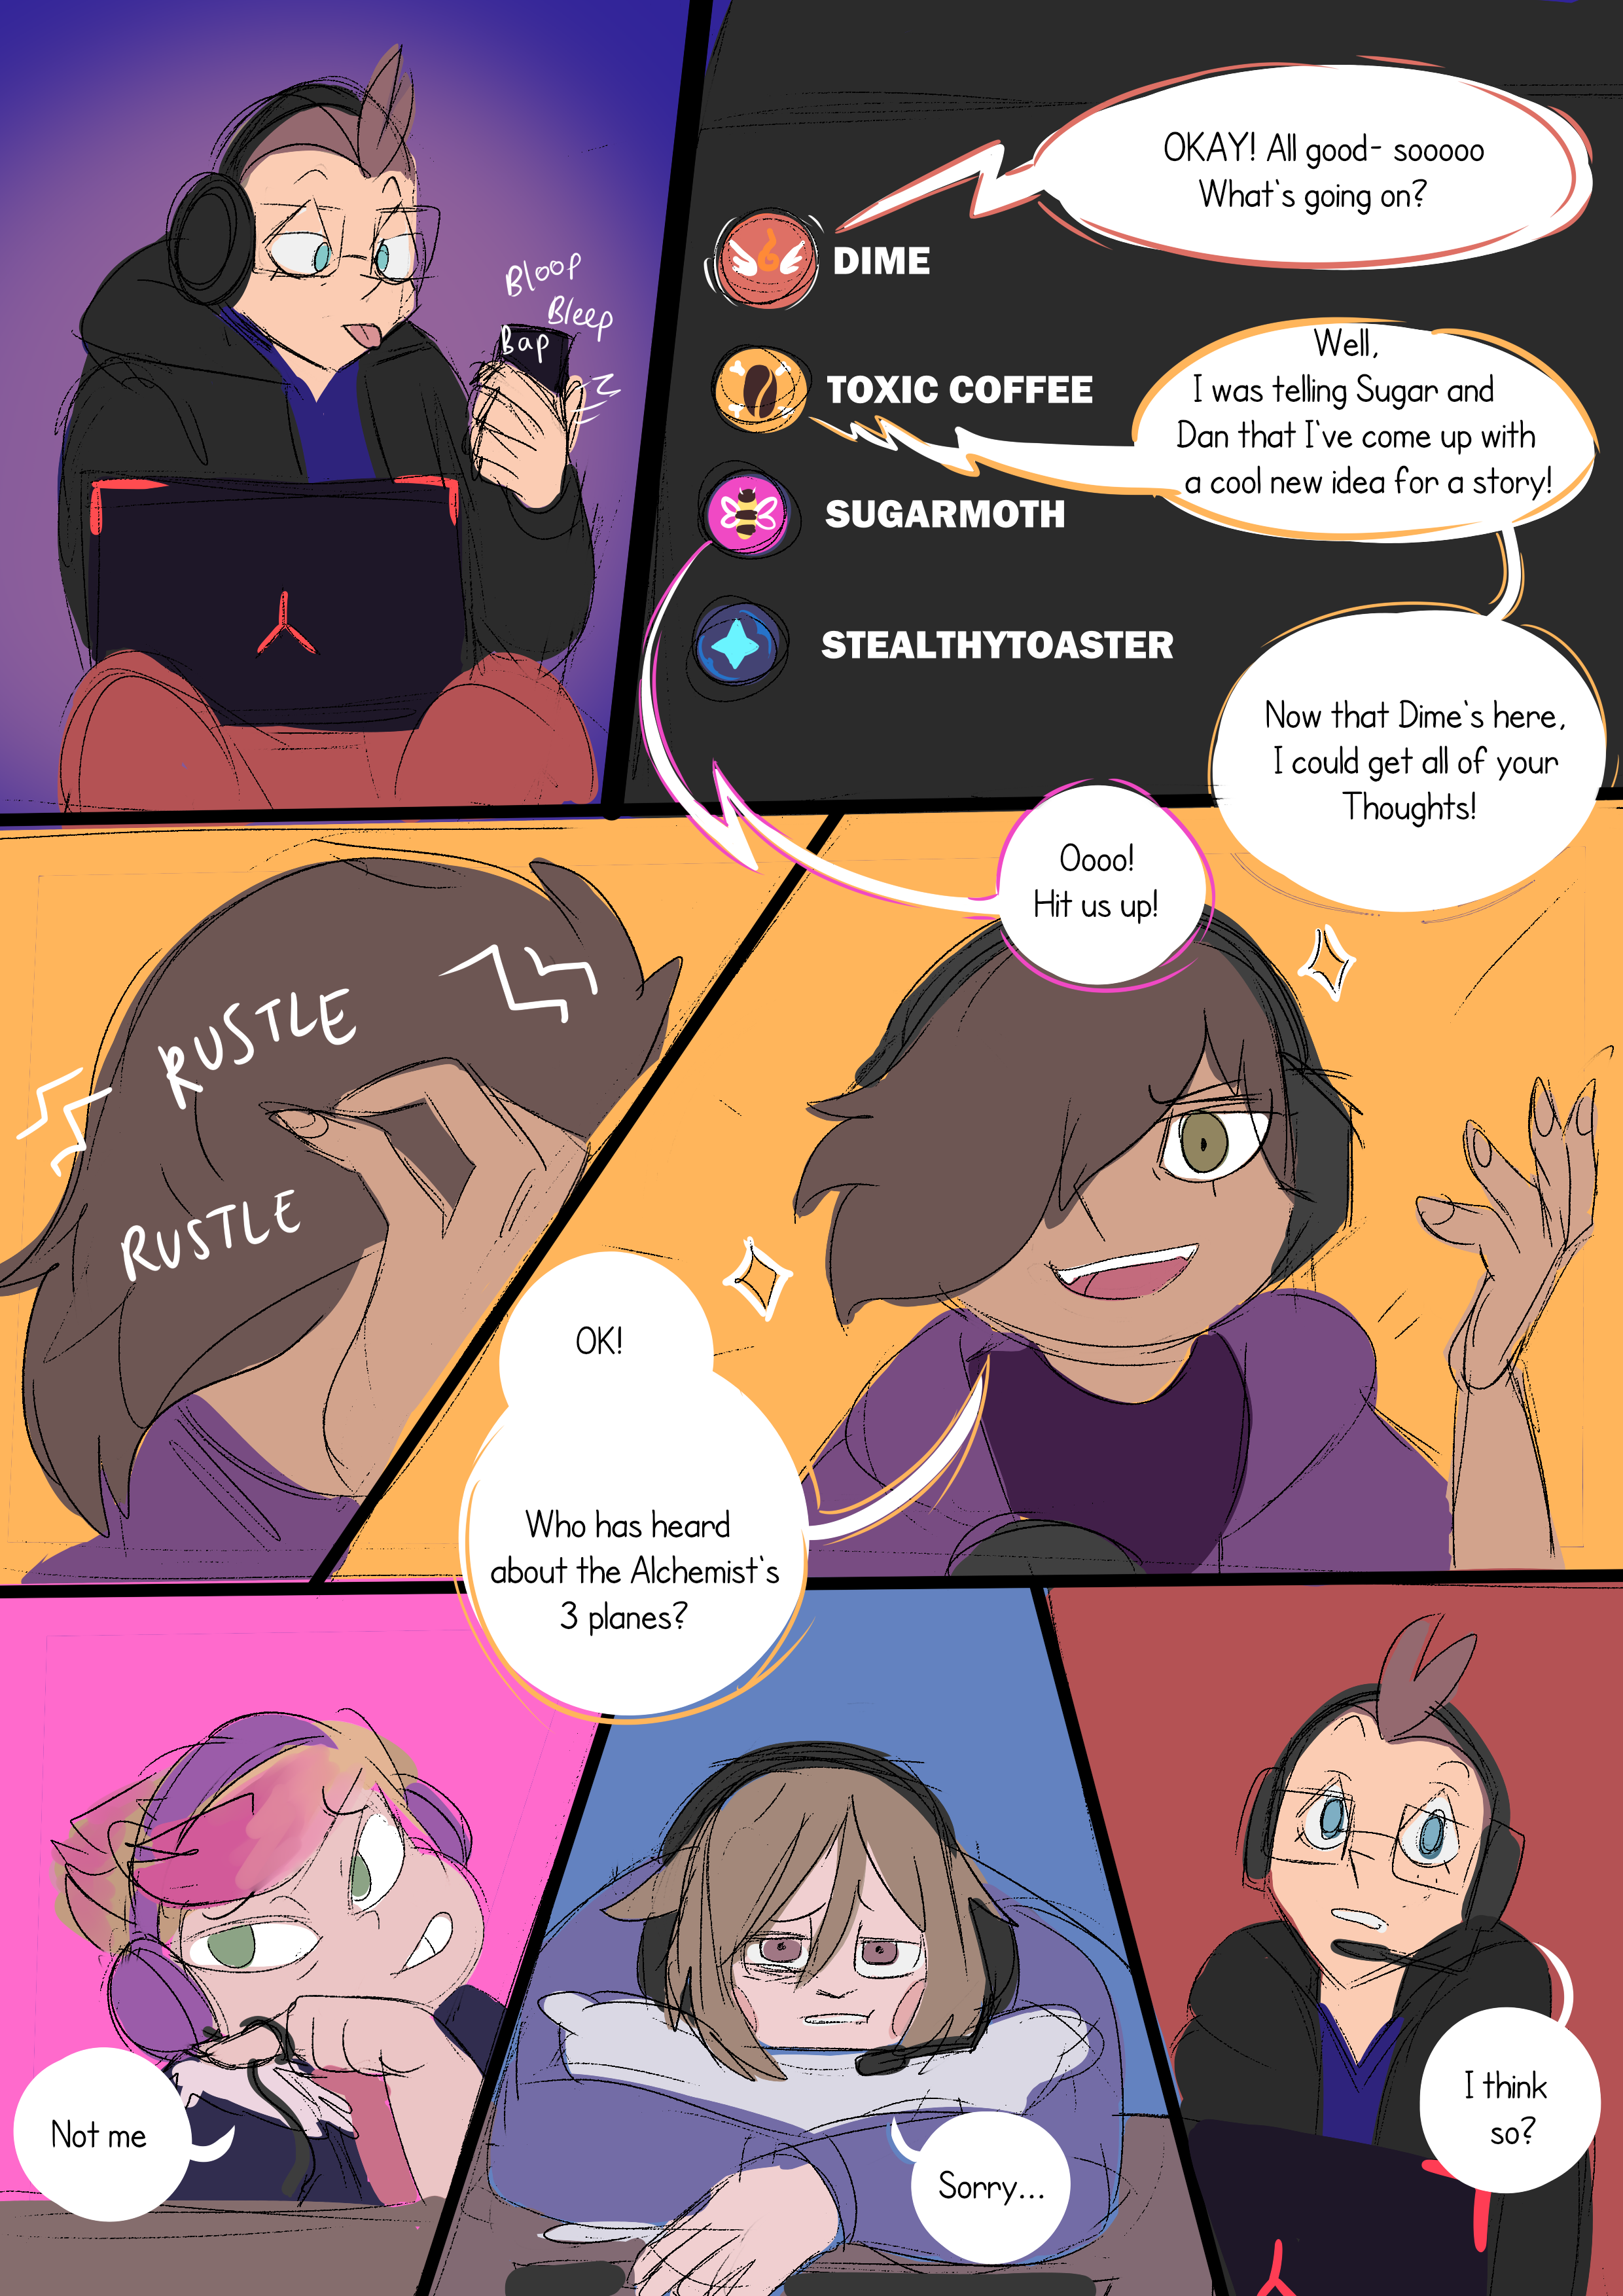 Bloop
Bleep
Bap
OKAY! All good- sooooo
What's going on?
DIME
TOXIC COFFEE
Well,
I was telling Sugar and
Dan that I've come up with
a cool new idea for a story!
SUGARMOTH
STEALTHYTOASTER
Now that Dime's here,
I could get all of your
Thoughts!
Oooo!
Hit us up!
RUSTLE
RUSTLE
OK!
Who has heard
about the Alchemist's
3 planes?
Not me
Sorry...
I think
so?